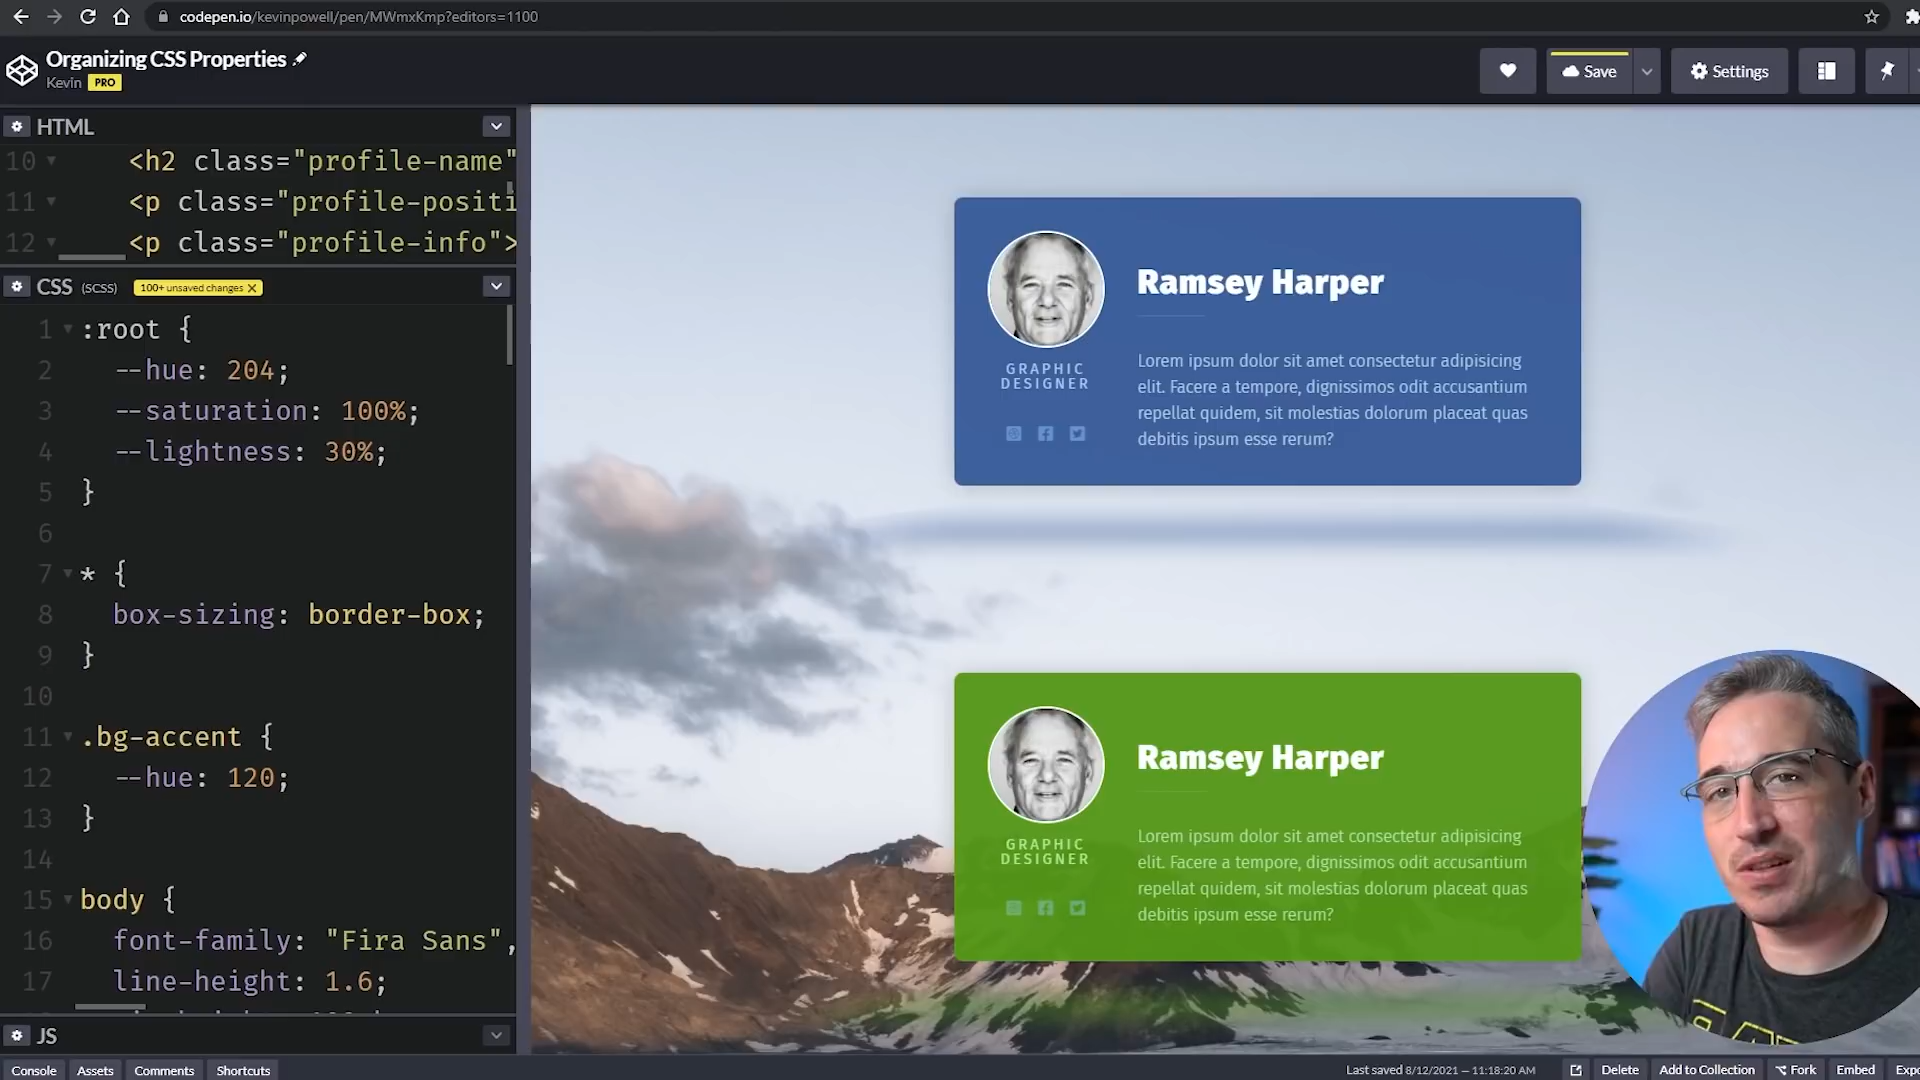 codepen.io/kevinpowell/pen/MWmxKmp?editors=1100
Organizing CSS Properties
Kevin PRO
Save
Settings
HTML
10 <h2 class="profile-name"
11 <p class="profile-positi
12 <p class="profile-info">
CSS (SCSS) 100+ unsaved changes X
1 :root {
2 --hue: 204;
3 --saturation: 100%;
4 --lightness: 30%;
5 }
6
7 * {
8 box-sizing: border-box;
9 }
10
11 .bg-accent {
12 --hue: 120;
13 }
14
15 body {
16 font-family: "Fira Sans",
17 line-height: 1.6;
JS
Ramsey Harper
GRAPHIC
DESIGNER
Lorem ipsum dolor sit amet consectetur adipisicing
elit. Facere a tempore, dignissimos odit accusantium
repellat quidem, sit molestias dolorum placeat quas
debitis ipsum esse rerum?
Ramsey Harper
GRAPHIC
DESIGNER
Lorem ipsum dolor sit amet consectetur adipisicing
elit. Facere a tempore, dignissimos odit accusantium
repellat quidem, sit molestias dolorum placeat quas
debitis ipsum esse rerum?
Console Assets Comments Shortcuts
Last saved 8/12/2021 — 11:18:20 AM Delete Add to Collection Fork Embed Expo